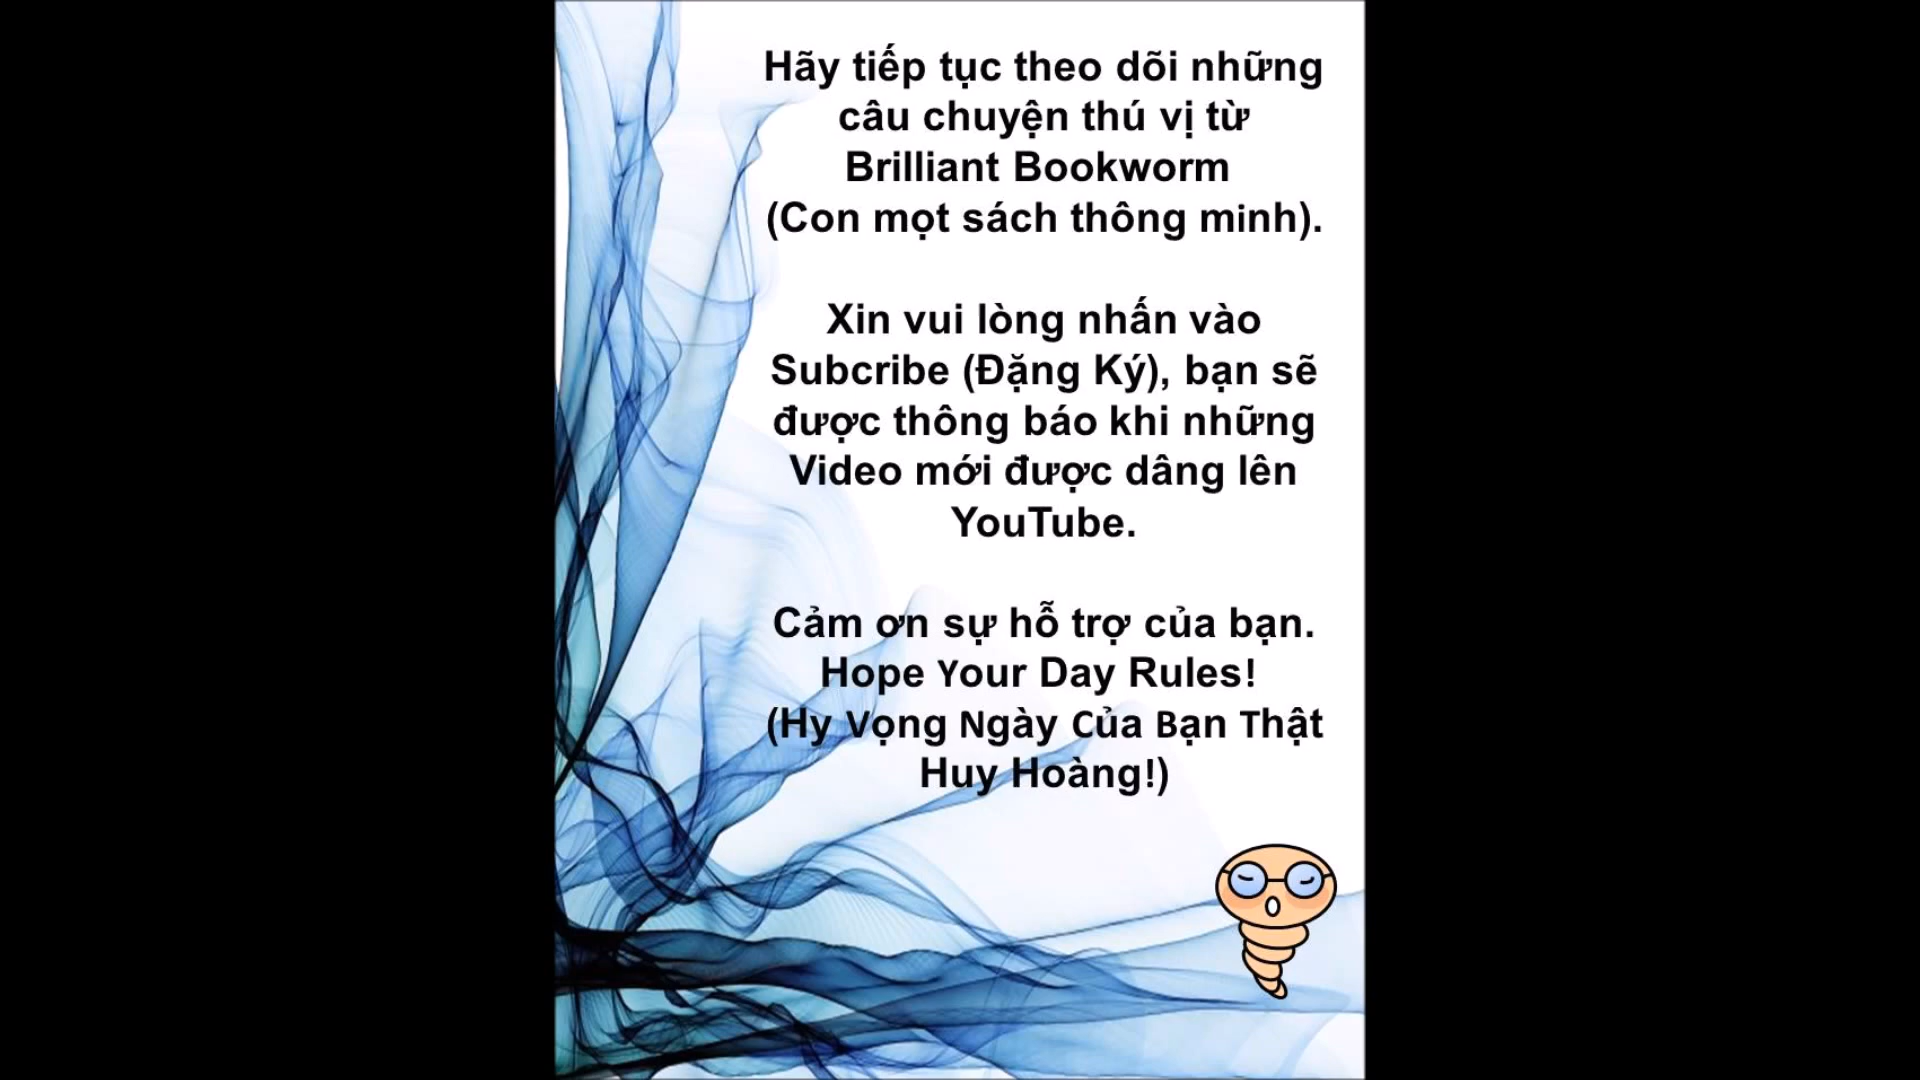 Hãy tiếp tục theo dõi những
câu chuyện thú vị từ
Brilliant Bookworm
(Con mọt sách thông minh).
Xin vui lòng nhấn vào
Subcribe (Đặng Ký), bạn sẽ
được thông báo khi những
Video mới được dâng lên
YouTube.
Cảm ơn sự hỗ trợ của bạn.
Hope Your Day Rules!
(Hy Vọng Ngày Của Bạn Thật
Huy Hoàng!)